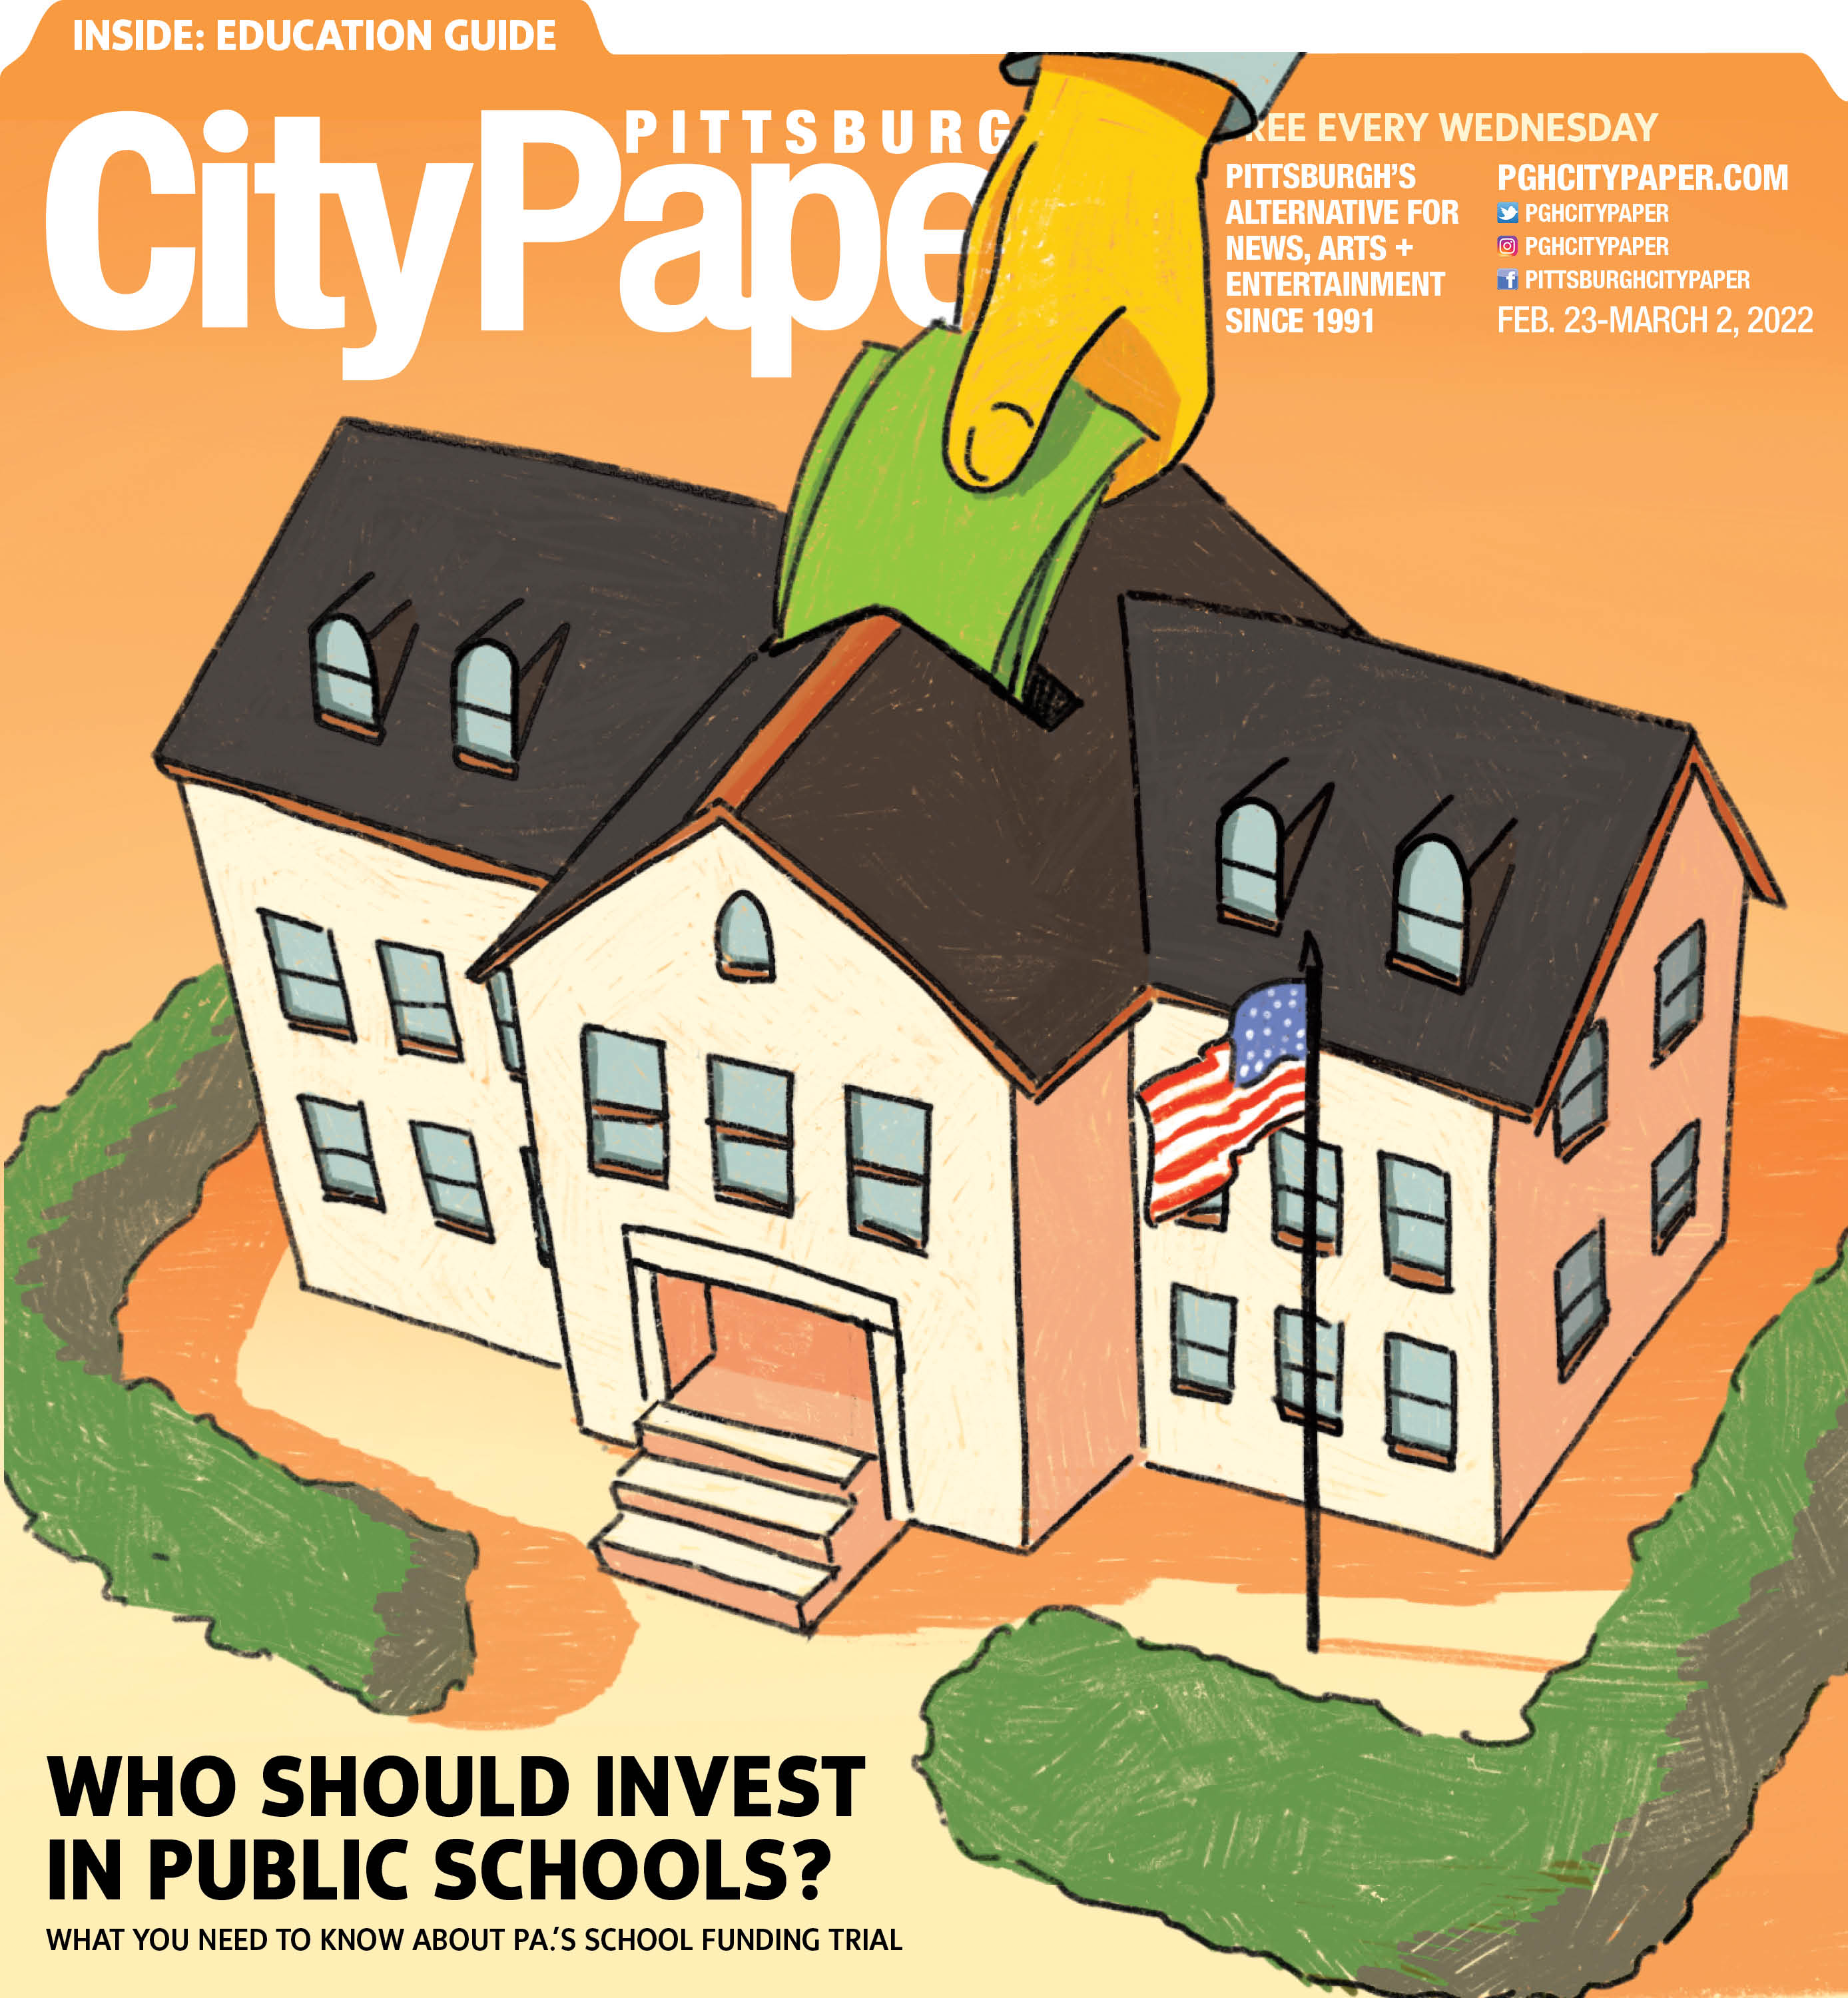 INSIDE: EDUCATION GUIDE
PITTSBURG
CityPape
REE EVERY WEDNESDAY
PITTSBURGH'S
ALTERNATIVE FOR
NEWS, ARTS +
ENTERTAINMENT
SINCE 1991
PGHCITYPAPER.COM
PGHCITYPAPER
PGHCITYPAPER
PITTSBURGHCITYPAPER
FEB. 23-MARCH 2, 2022
WHO SHOULD INVEST
IN PUBLIC SCHOOLS?
WHAT YOU NEED TO KNOW ABOUT PA.'S SCHOOL FUNDING TRIAL